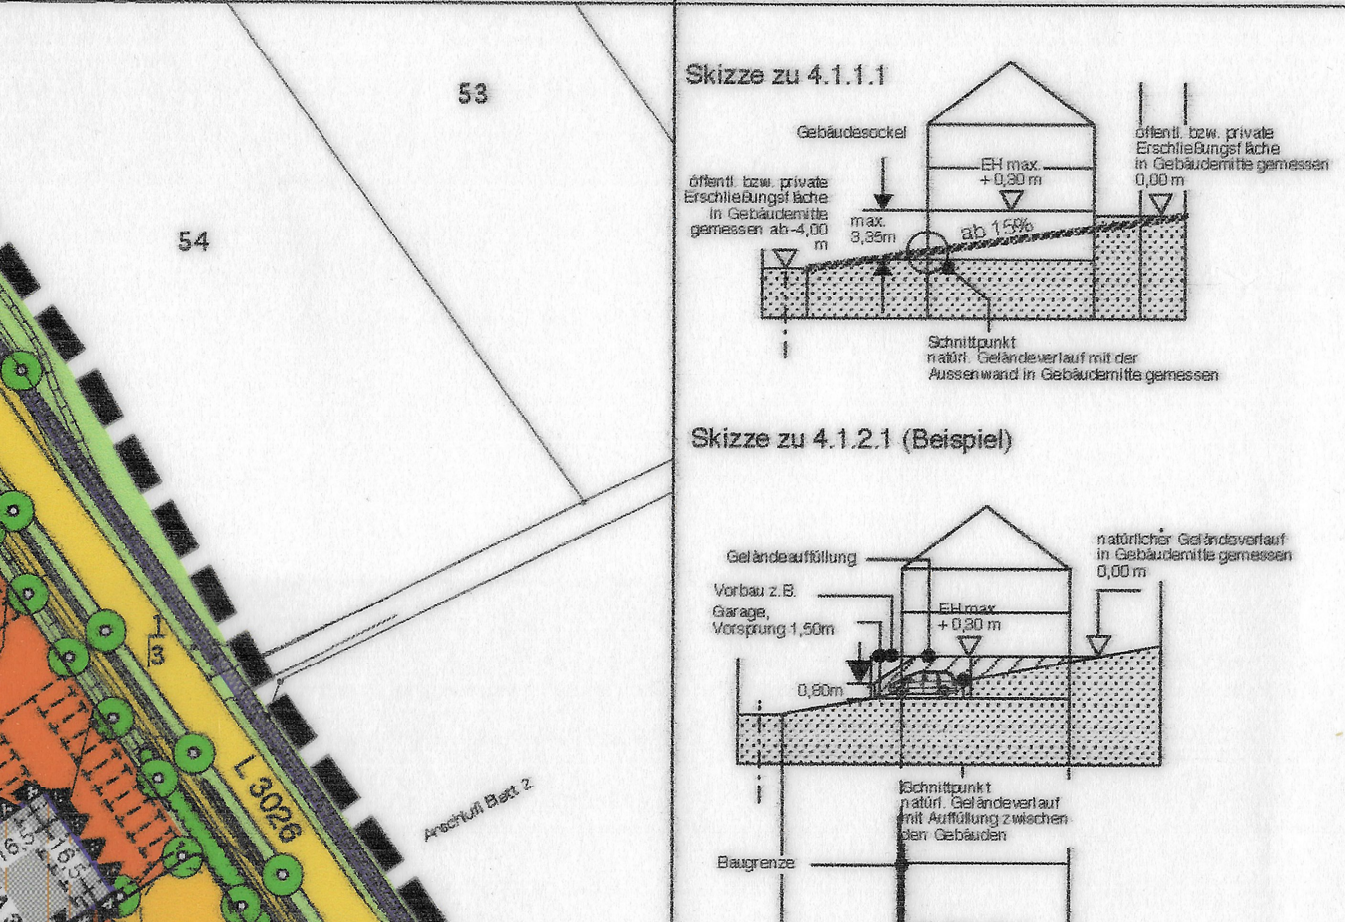 53
54
1
3
L 3026
Anschluß Blatt 2
Skizze zu 4.1.1.1
Gebäudesockel
öffentl. bzw. private
Erschließungsfläche
in Gebäudemitte
gemessen ab-4,00
m
max.
3,35m
EH max.
+0,30 m
ab 15%
öffentl. bzw. private
Erschließungsfläche
in Gebäudemitte gemessen
0,00 m
Schnittpunkt
natürl. Geländeverlauf mit der
Aussenwand in Gebäudemitte gemessen
Skizze zu 4.1.2.1 (Beispiel)
Geländeauffüllung
Vorbau z.B.
Garage,
Vorsprung 1,50m
0,80m
EH max
+ 0,30 m
natürlicher Geländeverlauf
in Gebäudemitte gemessen
0,00 m
Schnittpunkt
natürl. Geländeverlauf
mit Auffüllung zwischen
den Gebäuden
Baugrenze